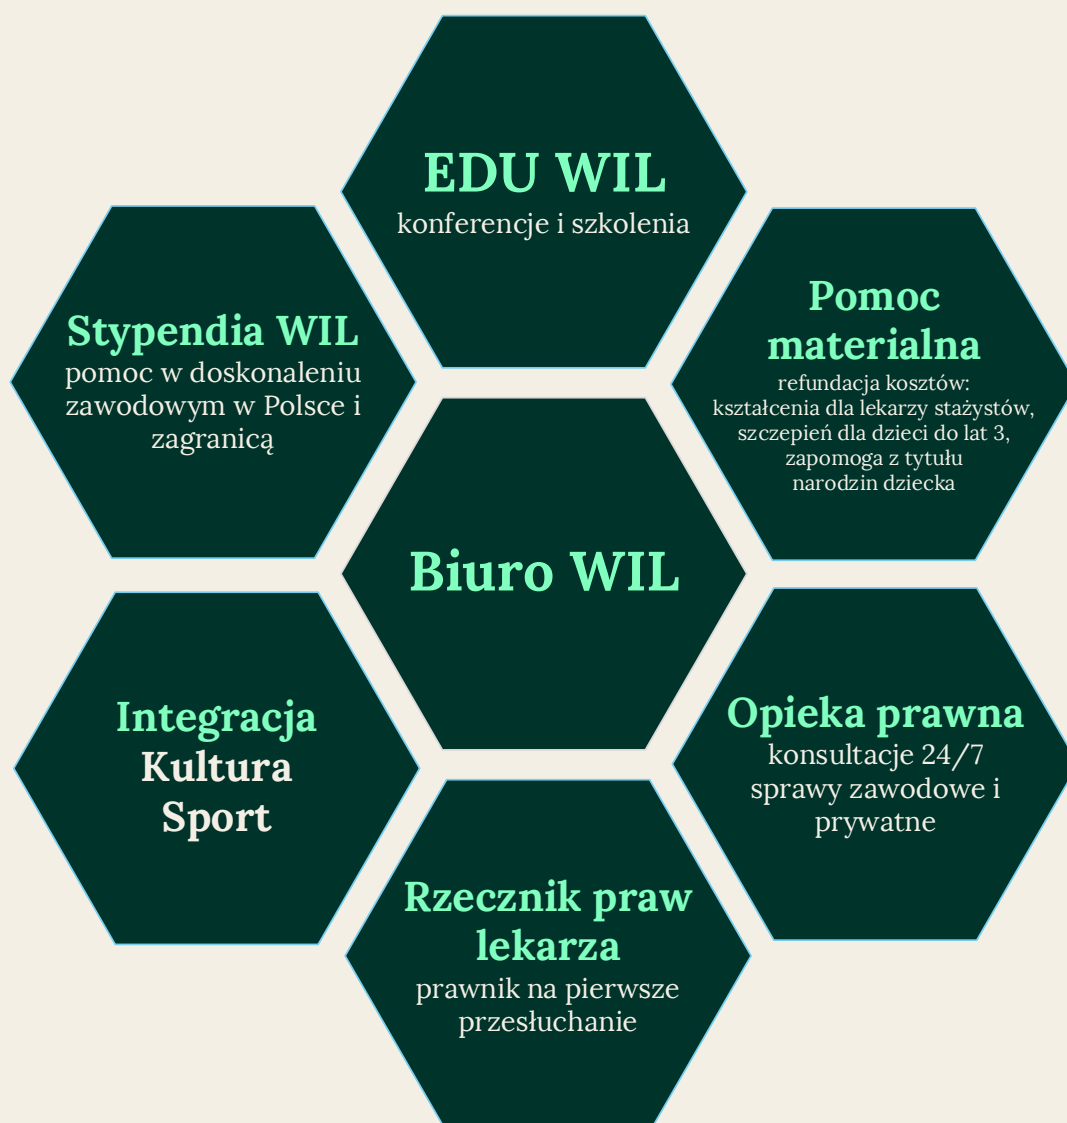 EDU WIL
konferencje i szkolenia
Stypendia WIL
pomoc w doskonaleniu
zawodowym w Polsce i
zagranicą
Pomoc
materialna
refundacja kosztów:
kształcenia dla lekarzy stażystów,
szczepień dla dzieci do lat 3,
zapomoga z tytułu
narodzin dziecka
Biuro WIL
Integracja
Kultura
Sport
Opieka prawna
konsultacje 24/7
sprawy zawodowe i
prywatne
Rzecznik praw
lekarza
prawnik na pierwsze
przesłuchanie